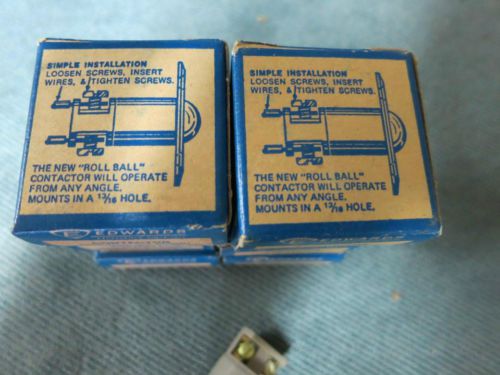 SIMPLE INSTALLATION
LOOSEN SCREWS, INSERT
WIRES, & TIGHTEN SCREWS.
THE NEW "ROLL BALL"
CONTACTOR WILL OPERATE
FROM ANY ANGLE.
MOUNTS IN A 13/16 HOLE.
E EDWARDS
SIMPLE INSTALLATION
LOOSEN SCREWS, INSERT
WIRES, & TIGHTEN SCREWS.
THE NEW "ROLL BALL"
CONTACTOR WILL OPERATE
FROM ANY ANGLE.
MOUNTS IN A 13/16 HOLE.